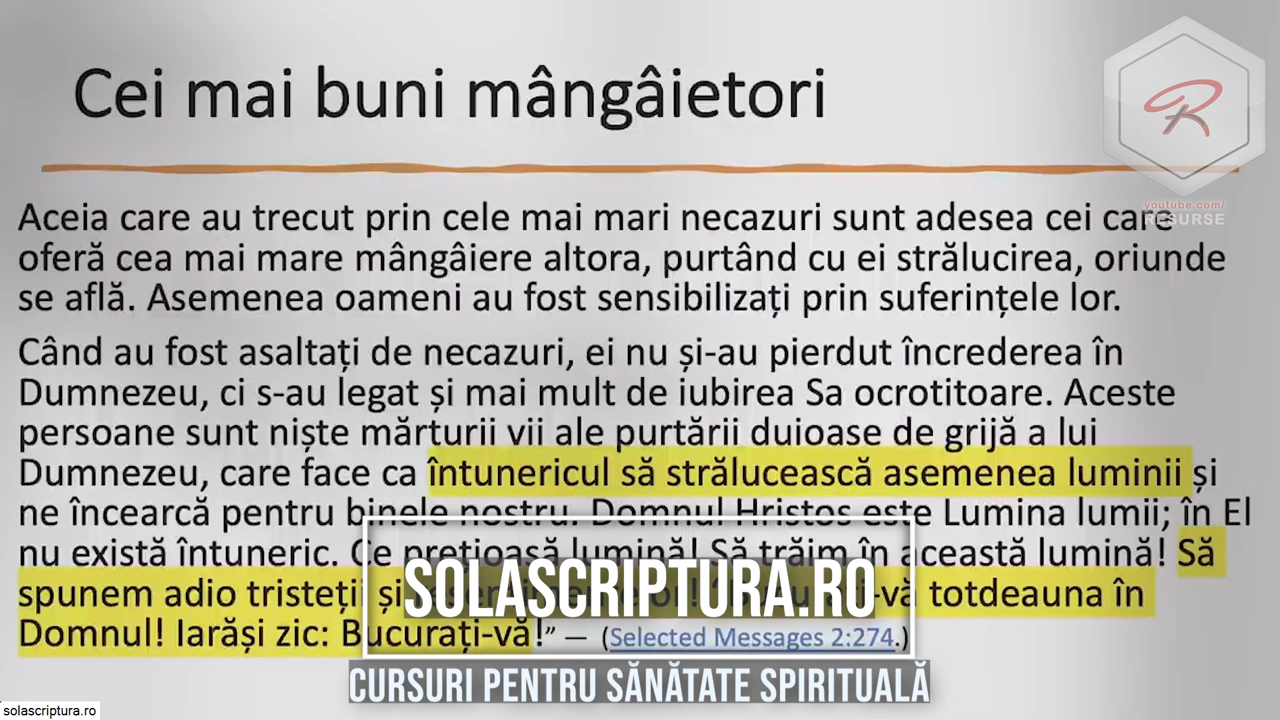 Cei mai buni mângâietori
R
youtube.com/
RESURSE
Aceia care au trecut prin cele mai mari necazuri sunt adesea cei care
oferă cea mai mare mângâiere altora, purtând cu ei strălucirea, oriunde
se află. Asemenea oameni au fost sensibilizați prin suferințele lor.
Când au fost asaltați de necazuri, ei nu și-au pierdut încrederea în
Dumnezeu, ci s-au legat și mai mult de iubirea Sa ocrotitoare. Aceste
persoane sunt niște mărturii vii ale purtării duioase de grijă a lui
Dumnezeu, care face ca întunericul să strălucească asemenea luminii și
ne încearcă pentru binele nostru. Domnul Hristos este Lumina lumii; în El
nu există întuneric. Ce prețioasă lumină! Să trăim în această lumină! Să
spunem adio tristeții și totdeauna în
Domnul! Iarăși zic: Bucurați-vă!” — (Selected Messages 2:274.)
SOLASCRIPTURA.RO
CURSURI PENTRU SĂNĂTATE SPIRITUALĂ
solascriptura.ro